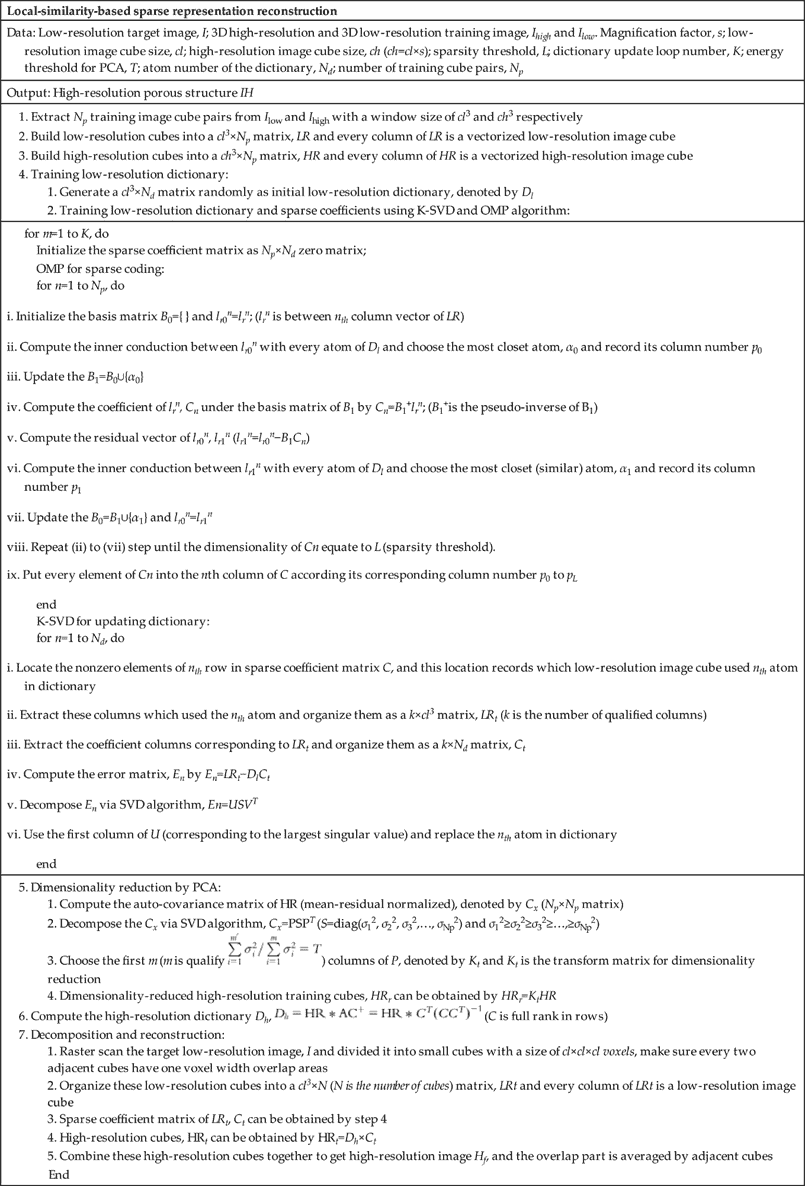 Local-similarity-based sparse representation reconstruction
Data: Low-resolution target image, I; 3D high-resolution and 3D low-resolution training image, Ihigh and Ilow. Magnification factor, s; low-
resolution image cube size, cl; high-resolution image cube size, ch (ch=cl×s); sparsity threshold, L; dictionary update loop number, K; energy
threshold for PCA, T; atom number of the dictionary, Nd; number of training cube pairs, Np
Output: High-resolution porous structure IH
1. Extract Np training image cube pairs from Ilow and Ihigh with a window size of cl³ and ch³ respectively
2. Build low-resolution cubes into a cl³×Np matrix, LR and every column of LR is a vectorized low-resolution image cube
3. Build high-resolution cubes into a ch³×Np matrix, HR and every column of HR is a vectorized high-resolution image cube
4. Training low-resolution dictionary:
1. Generate a cl³×Nd matrix randomly as initial low-resolution dictionary, denoted by Dl
2. Training low-resolution dictionary and sparse coefficients using K-SVD and OMP algorithm:
for m=1 to K, do
Initialize the sparse coefficient matrix as Np×Nd zero matrix;
OMP for sparse coding:
for n=1 to Np, do
i. Initialize the basis matrix B0={ } and lr0ⁿ=lrⁿ; (lrⁿ is between nth column vector of LR)
ii. Compute the inner conduction between lr0ⁿ with every atom of Dl and choose the most closet atom, α0 and record its column number p0
iii. Update the B1=B0∪{α0}
iv. Compute the coefficient of lrⁿ, Cn under the basis matrix of B1 by Cn=B1⁺lrⁿ; (B1⁺is the pseudo-inverse of B1)
v. Compute the residual vector of lr0ⁿ, lr1ⁿ (lr1ⁿ=lr0ⁿ−B1Cn)
vi. Compute the inner conduction between lr1ⁿ with every atom of Dl and choose the most closet (similar) atom, α1 and record its column
number p1
vii. Update the B0=B1∪{α1} and lr0ⁿ=lr1ⁿ
viii. Repeat (ii) to (vii) step until the dimensionality of Cn equate to L (sparsity threshold).
ix. Put every element of Cn into the nth column of C according its corresponding column number p0 to pL
end
K-SVD for updating dictionary:
for n=1 to Nd, do
i. Locate the nonzero elements of nth row in sparse coefficient matrix C, and this location records which low-resolution image cube used nth atom
in dictionary
ii. Extract these columns which used the nth atom and organize them as a k×cl³ matrix, LRt (k is the number of qualified columns)
iii. Extract the coefficient columns corresponding to LRt and organize them as a k×Nd matrix, Ct
iv. Compute the error matrix, En by En=LRt−DlCt
v. Decompose En via SVD algorithm, En=USVᵀ
vi. Use the first column of U (corresponding to the largest singular value) and replace the nth atom in dictionary
end
5. Dimensionality reduction by PCA:
1. Compute the auto-covariance matrix of HR (mean-residual normalized), denoted by Cx (Np×Np matrix)
2. Decompose the Cx via SVD algorithm, Cx=PSPᵀ (S=diag(σ1², σ2², σ3²,…, σNp²) and σ1²≥σ2²≥σ3²≥…,≥σNp²)
3. Choose the first m (m is qualify ∑_{i=1}^{m'} σi² / ∑_{i=1}^{m} σi² = T) columns of P, denoted by Kt and Kt is the transform matrix for dimensionality
reduction
4. Dimensionality-reduced high-resolution training cubes, HRr can be obtained by HRr=KtHR
6. Compute the high-resolution dictionary Dh, Dh = HR ∗ AC⁺ = HR ∗ Cᵀ(CCᵀ)⁻¹ (C is full rank in rows)
7. Decomposition and reconstruction:
1. Raster scan the target low-resolution image, I and divided it into small cubes with a size of cl×cl×cl voxels, make sure every two
adjacent cubes have one voxel width overlap areas
2. Organize these low-resolution cubes into a cl³×N (N is the number of cubes) matrix, LRt and every column of LRt is a low-resolution image
cube
3. Sparse coefficient matrix of LRt, Ct can be obtained by step 4
4. High-resolution cubes, HRt can be obtained by HRt=Dh×Ct
5. Combine these high-resolution cubes together to get high-resolution image Hf, and the overlap part is averaged by adjacent cubes
End